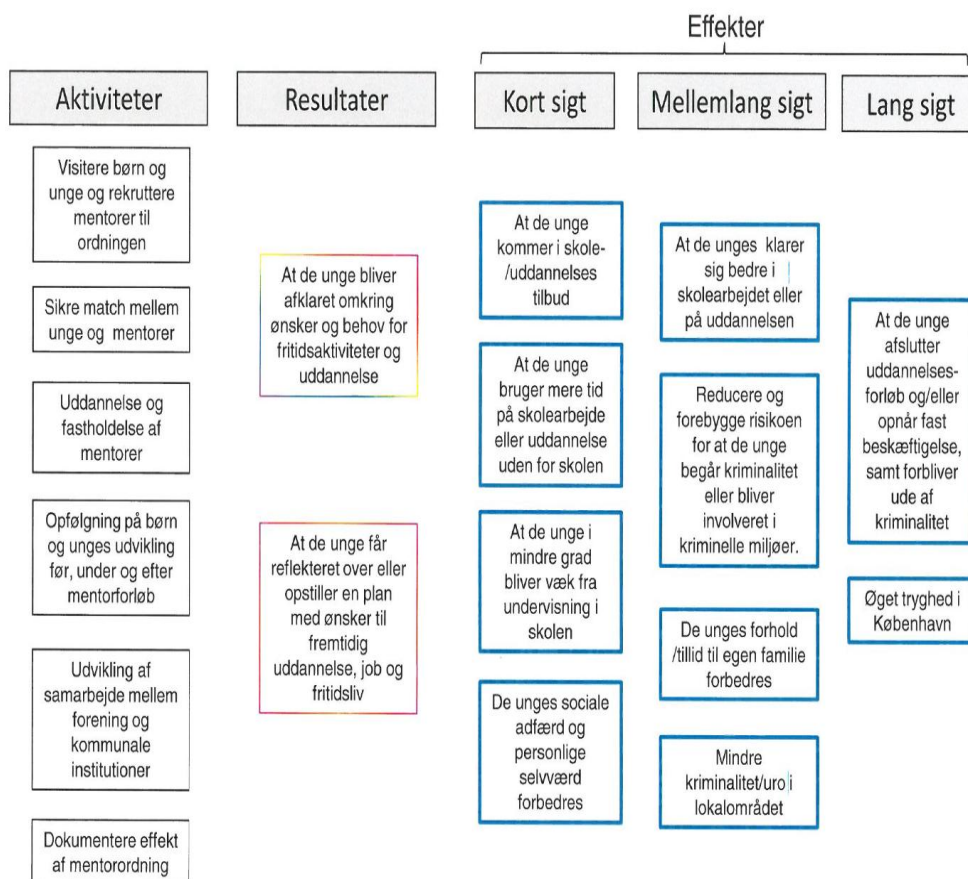 Effekter
Aktiviteter
Resultater
Kort sigt
Mellemlang sigt
Lang sigt
Visitere børn og
unge og rekruttere
mentorer til
ordningen
Sikre match mellem
unge og mentorer
Uddannelse og
fastholdelse af
mentorer
Opfølgning på børn
og unges udvikling
før, under og efter
mentorforløb
Udvikling af
samarbejde mellem
forening og
kommunale
institutioner
Dokumentere effekt
af mentorordning
At de unge bliver
afklaret omkring
ønsker og behov for
fritidsaktiviteter og
uddannelse
At de unge får
reflekteret over eller
opstiller en plan
med ønsker til
fremtidig
uddannelse, job og
fritidsliv
At de unge
kommer i skole-
/uddannelses
tilbud
At de unge
bruger mere tid
på skolearbejde
eller uddannelse
uden for skolen
At de unge i
mindre grad
bliver væk fra
undervisning i
skolen
De unges sociale
adfærd og
personlige
selvværd
forbedres
At de unges klarer
sig bedre i
skolearbejdet eller
på uddannelsen
Reducere og
forebygge risikoen
for at de unge
begår kriminalitet
eller bliver
involveret i
kriminelle miljøer.
De unges forhold
/tillid til egen familie
forbedres
Mindre
kriminalitet/uro i
lokalområdet
At de unge
afslutter
uddannelses-
forløb og/eller
opnår fast
beskæftigelse,
samt forbliver
ude af
kriminalitet
Øget tryghed i
København